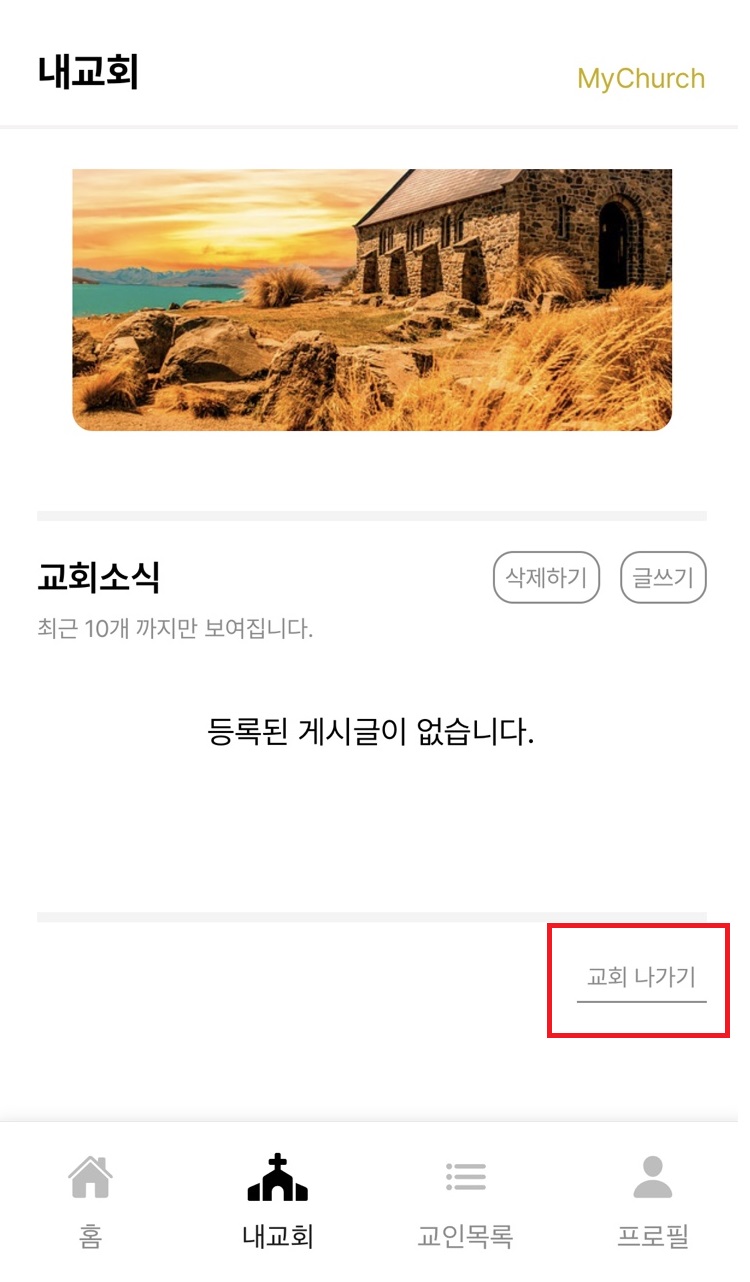 내교회
MyChurch
교회소식
삭제하기
글쓰기
최근 10개 까지만 보여집니다.
등록된 게시글이 없습니다.
교회 나가기
홈
내교회
교인목록
프로필